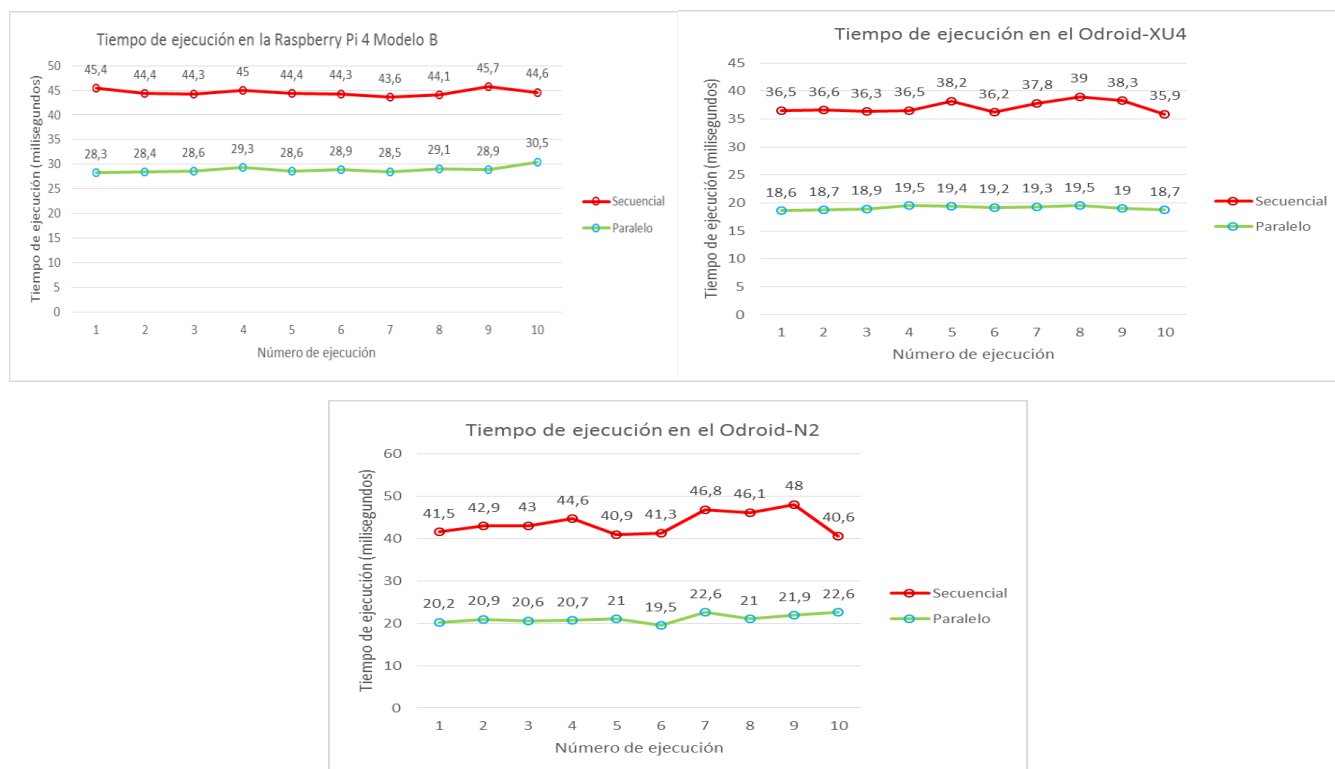 Tiempo de ejecución en la Raspberry Pi 4 Modelo B
Tiempo de ejecución (milisegundos)
50
45
40
35
30
25
20
15
10
5
0
45,4 44,4 44,3 45 44,4 44,3 43,6 44,1 45,7 44,6
28,3 28,4 28,6 29,3 28,6 28,9 28,5 29,1 28,9 30,5
1 2 3 4 5 6 7 8 9 10
Número de ejecución
Secuencial
Paralelo
Tiempo de ejecución en el Odroid-XU4
Tiempo de ejecución (milisegundos)
45
40
35
30
25
20
15
10
5
0
36,5 36,6 36,3 36,5 38,2 36,2 37,8 39 38,3 35,9
18,6 18,7 18,9 19,5 19,4 19,2 19,3 19,5 19 18,7
1 2 3 4 5 6 7 8 9 10
Número de ejecución
Secuencial
Paralelo
Tiempo de ejecución en el Odroid-N2
Tiempo de ejecución (milisegundos)
60
50
40
30
20
10
0
41,5 42,9 43 44,6 40,9 41,3 46,8 46,1 48 40,6
20,2 20,9 20,6 20,7 21 19,5 22,6 21 21,9 22,6
1 2 3 4 5 6 7 8 9 10
Número de ejecución
Secuencial
Paralelo